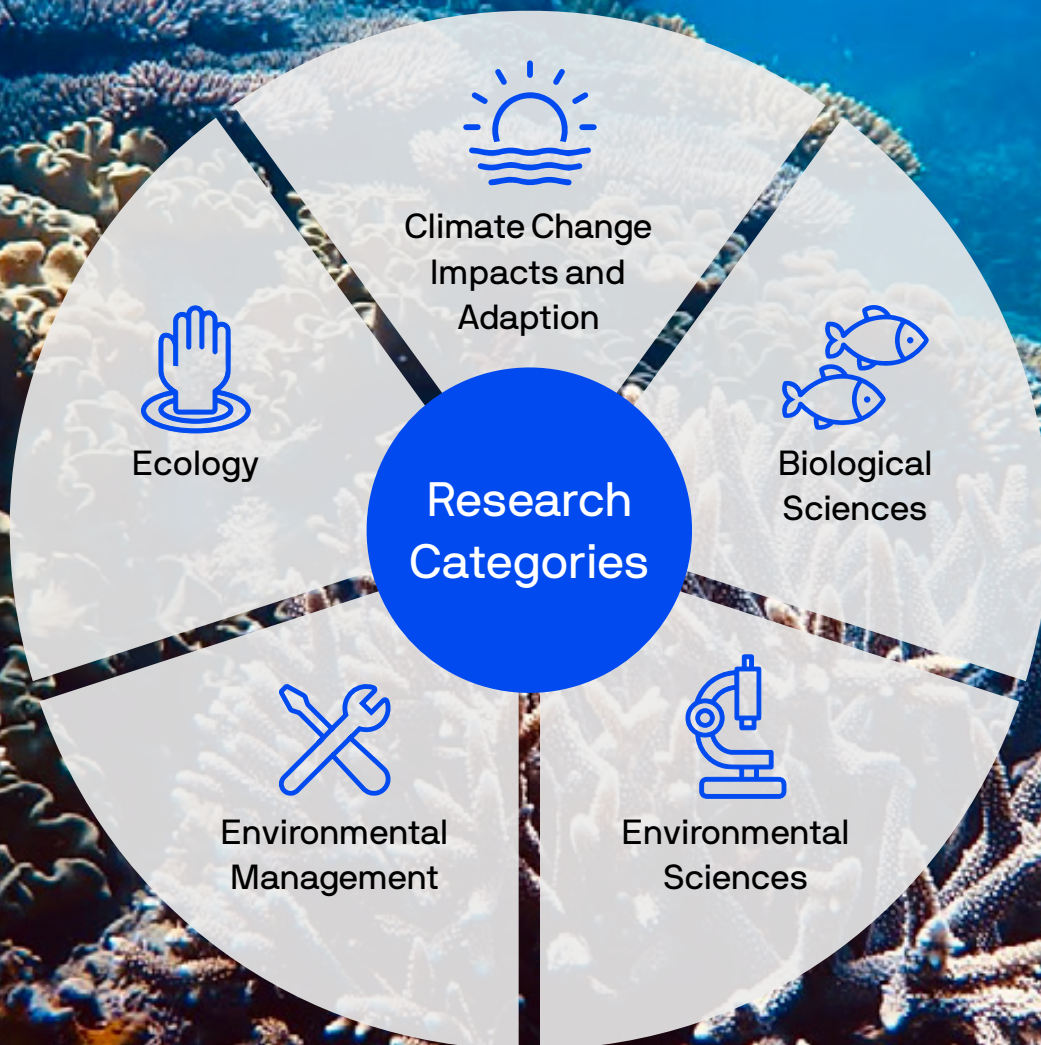 Climate Change
Impacts and
Adaption
Ecology
Biological
Sciences
Research
Categories
Environmental
Management
Environmental
Sciences